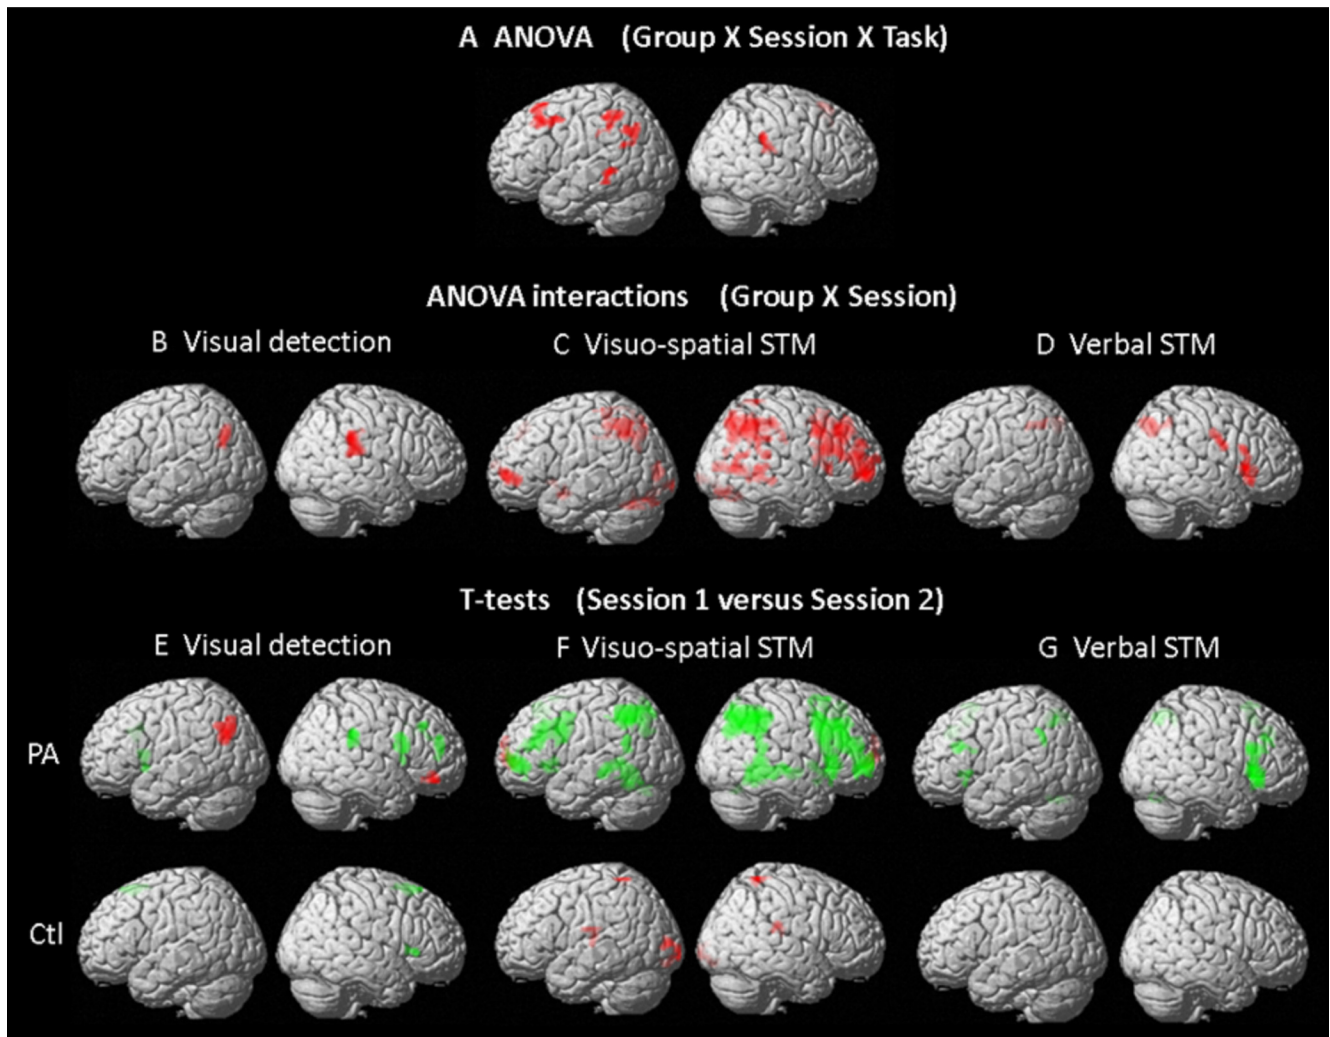 A ANOVA (Group X Session X Task)
ANOVA interactions (Group X Session)
B Visual detection
C Visuo-spatial STM
D Verbal STM
T-tests (Session 1 versus Session 2)
E Visual detection
F Visuo-spatial STM
G Verbal STM
PA
Ctl